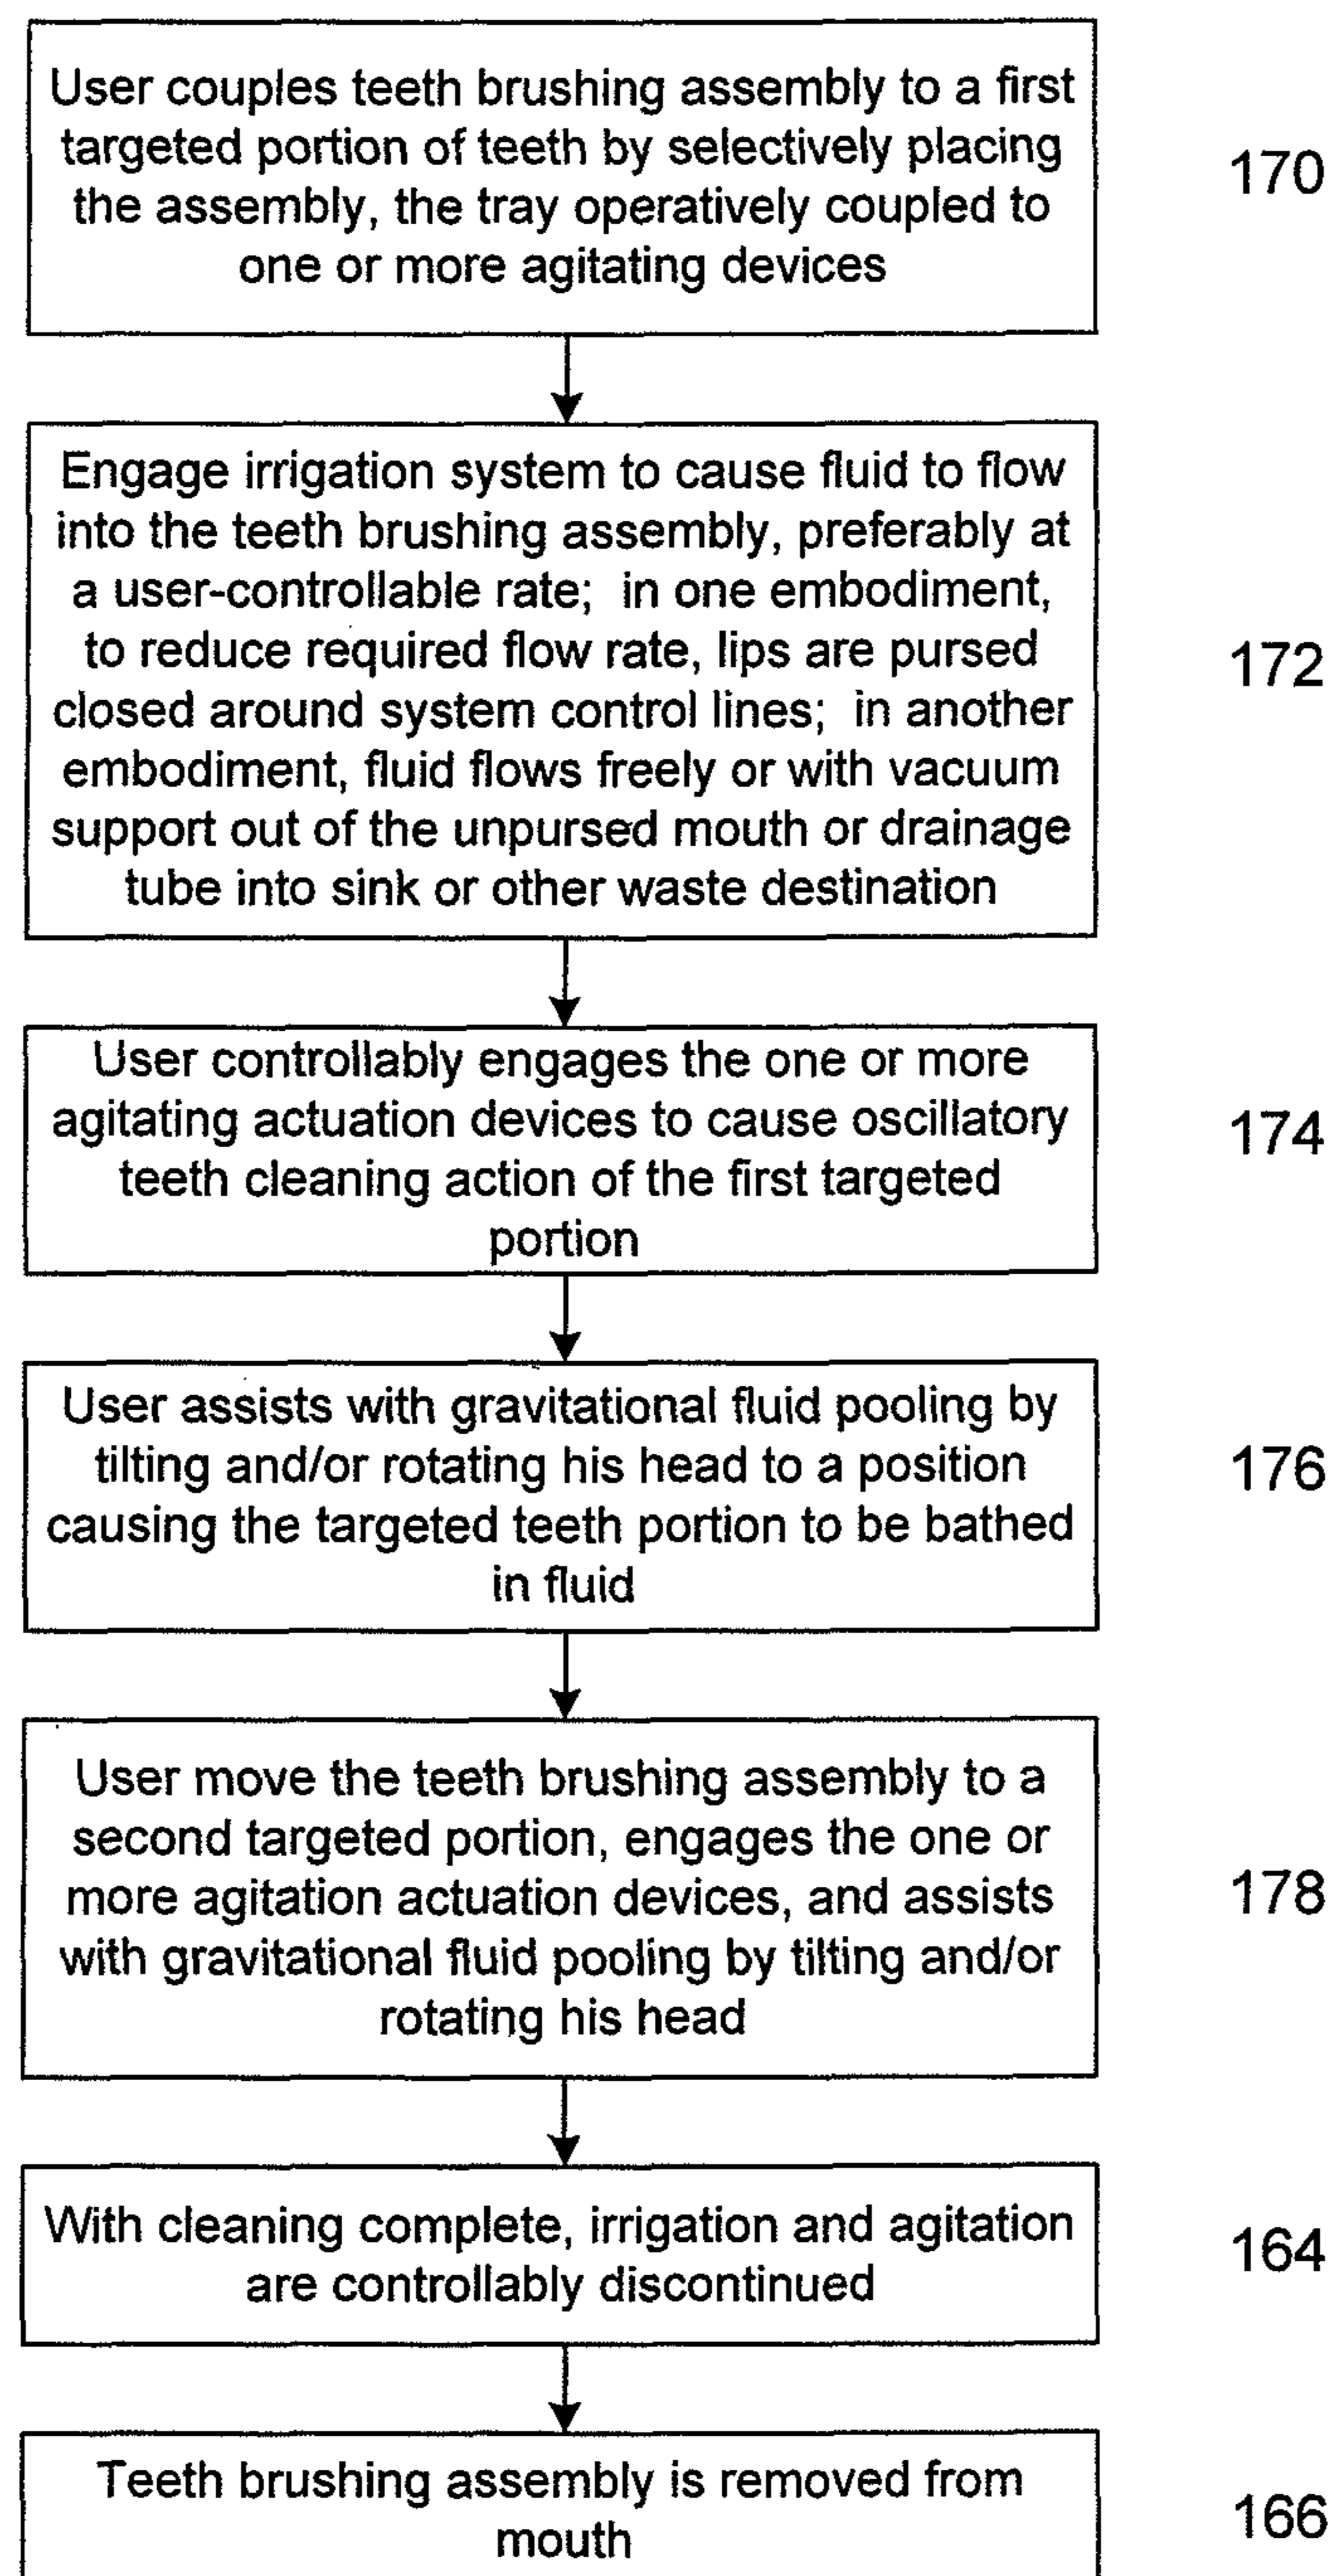 User couples teeth brushing assembly to a first
targeted portion of teeth by selectively placing
the assembly, the tray operatively coupled to
one or more agitating devices
170
Engage irrigation system to cause fluid to flow
into the teeth brushing assembly, preferably at
a user-controllable rate; in one embodiment,
to reduce required flow rate, lips are pursed
closed around system control lines; in another
embodiment, fluid flows freely or with vacuum
support out of the unpursed mouth or drainage
tube into sink or other waste destination
172
User controllably engages the one or more
agitating actuation devices to cause oscillatory
teeth cleaning action of the first targeted
portion
174
User assists with gravitational fluid pooling by
tilting and/or rotating his head to a position
causing the targeted teeth portion to be bathed
in fluid
176
User move the teeth brushing assembly to a
second targeted portion, engages the one or
more agitation actuation devices, and assists
with gravitational fluid pooling by tilting and/or
rotating his head
178
With cleaning complete, irrigation and agitation
are controllably discontinued
164
Teeth brushing assembly is removed from
mouth
166